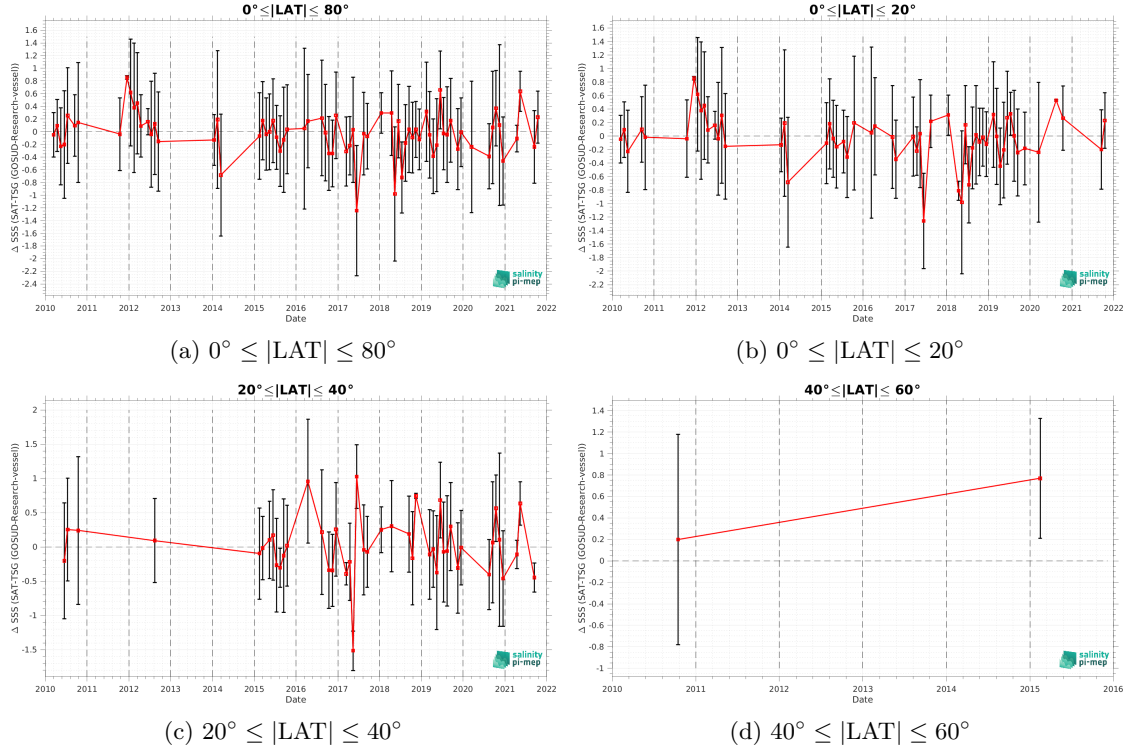 0°≤|LAT|≤ 80°
Δ SSS (SAT-TSG (GOSUD-Research-vessel))
1.6
1.4
1.2
1
0.8
0.6
0.4
0.2
0
-0.2
-0.4
-0.6
-0.8
-1
-1.2
-1.4
-1.6
-1.8
-2
-2.2
-2.4
2010 2011 2012 2013 2014 2015 2016 2017 2018 2019 2020 2021 2022
Date
salinity
pi-mep
(a) 0° ≤ |LAT| ≤ 80°
0°≤|LAT|≤ 20°
Δ SSS (SAT-TSG (GOSUD-Research-vessel))
1.6
1.4
1.2
1
0.8
0.6
0.4
0.2
0
-0.2
-0.4
-0.6
-0.8
-1
-1.2
-1.4
-1.6
-1.8
-2
-2.2
2010 2011 2012 2013 2014 2015 2016 2017 2018 2019 2020 2021 2022
Date
salinity
pi-mep
(b) 0° ≤ |LAT| ≤ 20°
20°≤|LAT|≤ 40°
Δ SSS (SAT-TSG (GOSUD-Research-vessel))
2
1.5
1
0.5
0
-0.5
-1
-1.5
2010 2011 2012 2013 2014 2015 2016 2017 2018 2019 2020 2021 2022
Date
salinity
pi-mep
(c) 20° ≤ |LAT| ≤ 40°
40°≤|LAT|≤ 60°
Δ SSS (SAT-TSG (GOSUD-Research-vessel))
1.4
1.2
1
0.8
0.6
0.4
0.2
0
-0.2
-0.4
-0.6
-0.8
-1
2010 2011 2012 2013 2014 2015 2016
Date
salinity
pi-mep
(d) 40° ≤ |LAT| ≤ 60°